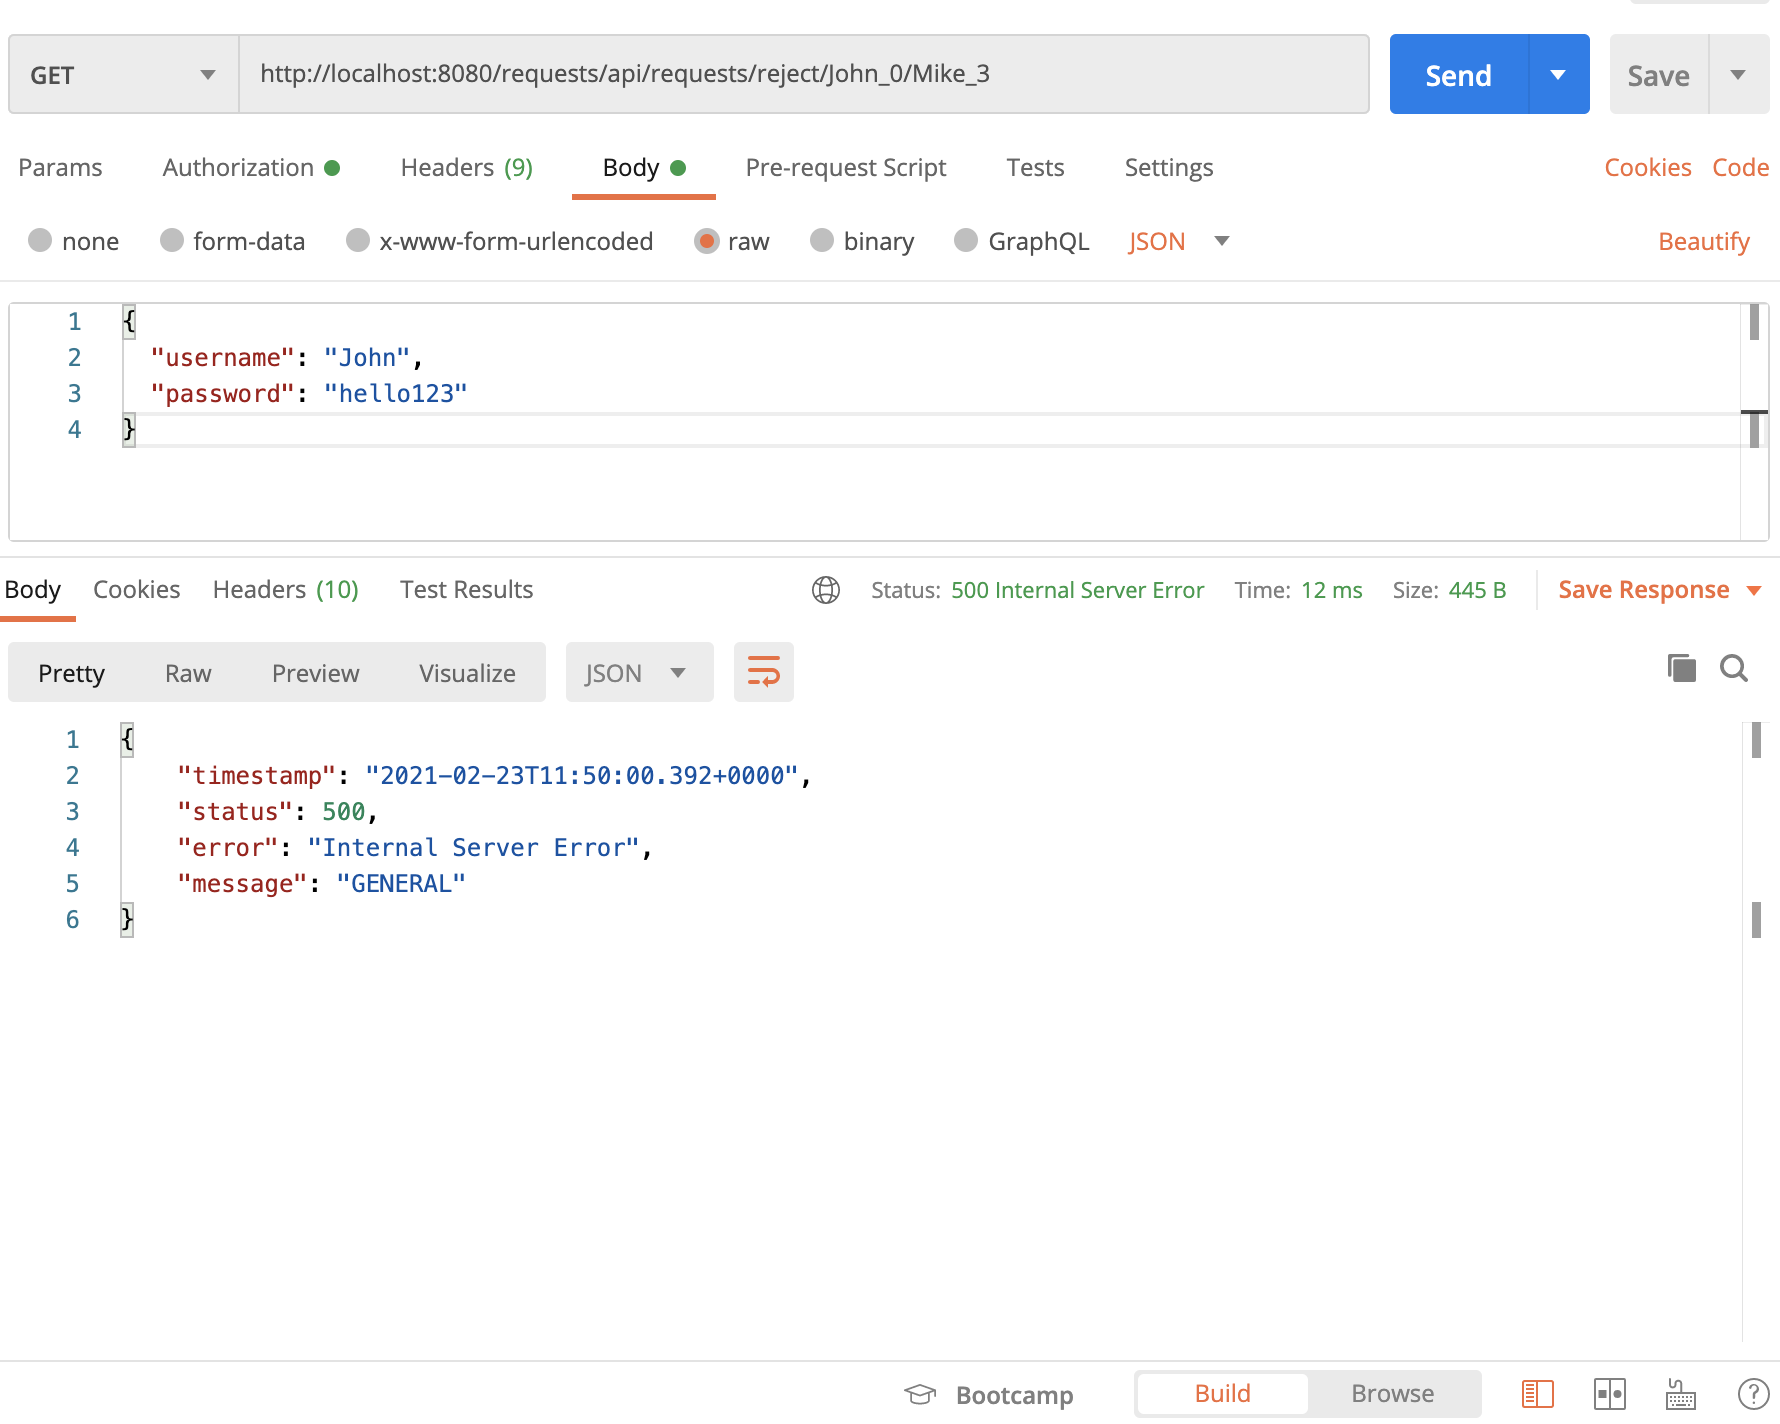 GET http://localhost:8080/requests/api/requests/reject/John_0/Mike_3 Send Save
Params Authorization Headers (9) Body Pre-request Script Tests Settings Cookies Code
none form-data x-www-form-urlencoded raw binary GraphQL JSON Beautify
1 {
2 "username": "John",
3 "password": "hello123"
4 }
Body Cookies Headers (10) Test Results Status: 500 Internal Server Error Time: 12 ms Size: 445 B Save Response
Pretty Raw Preview Visualize JSON
1 {
2 "timestamp": "2021-02-23T11:50:00.392+0000",
3 "status": 500,
4 "error": "Internal Server Error",
5 "message": "GENERAL"
6 }
Bootcamp Build Browse ?